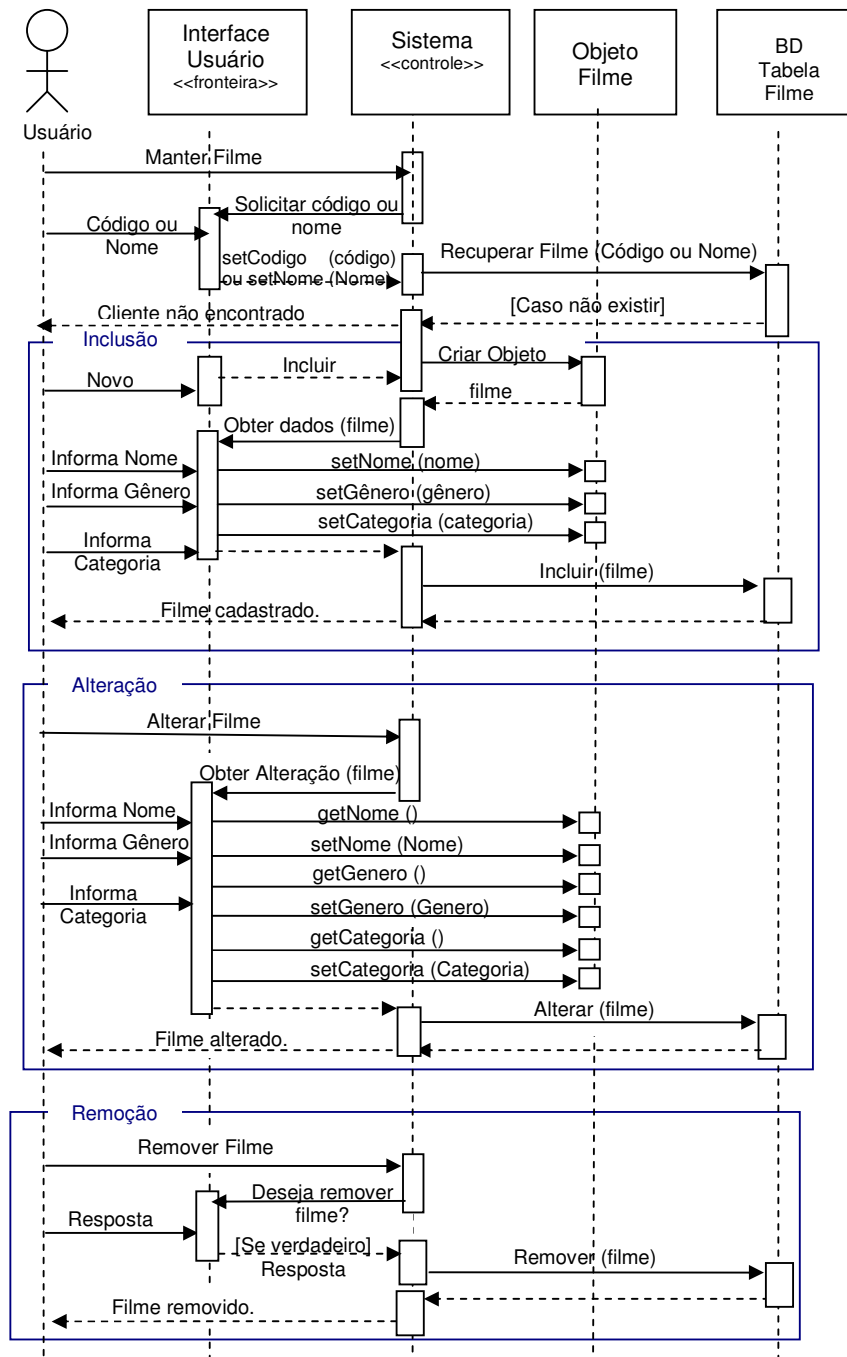 Interface
Usuário
<<fronteira>>
Sistema
<<controle>>
Objeto
Filme
BD
Tabela
Filme
Usuário
Manter Filme
Solicitar código ou
nome
Código ou
Nome
setCodigo (código)
ou setNome (Nome)
Recuperar Filme (Código ou Nome)
[Caso não existir]
Cliente não encontrado
Inclusão
Criar Objeto
Incluir
Novo
filme
Obter dados (filme)
Informa Nome
setNome (nome)
Informa Gênero
setGênero (gênero)
setCategoria (categoria)
Informa
Categoria
Incluir (filme)
Filme cadastrado.
Alteração
Alterar Filme
Obter Alteração (filme)
Informa Nome
getNome ()
Informa Gênero
setNome (Nome)
getGenero ()
Informa
Categoria
setGenero (Genero)
getCategoria ()
setCategoria (Categoria)
Alterar (filme)
Filme alterado.
Remoção
Remover Filme
Deseja remover
filme?
Resposta
[Se verdadeiro]
Resposta
Remover (filme)
Filme removido.